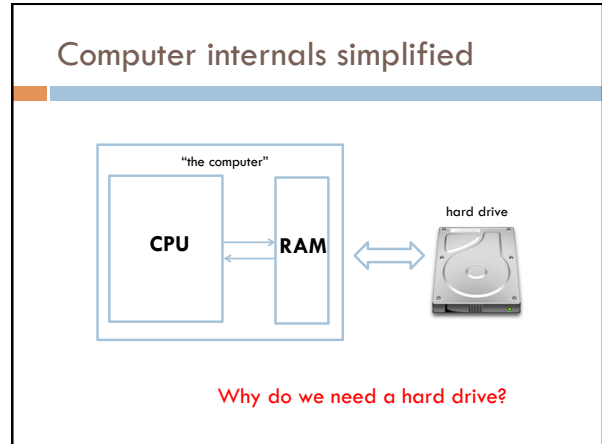 Computer internals simplified
“the computer”
CPU
RAM
hard drive
Why do we need a hard drive?